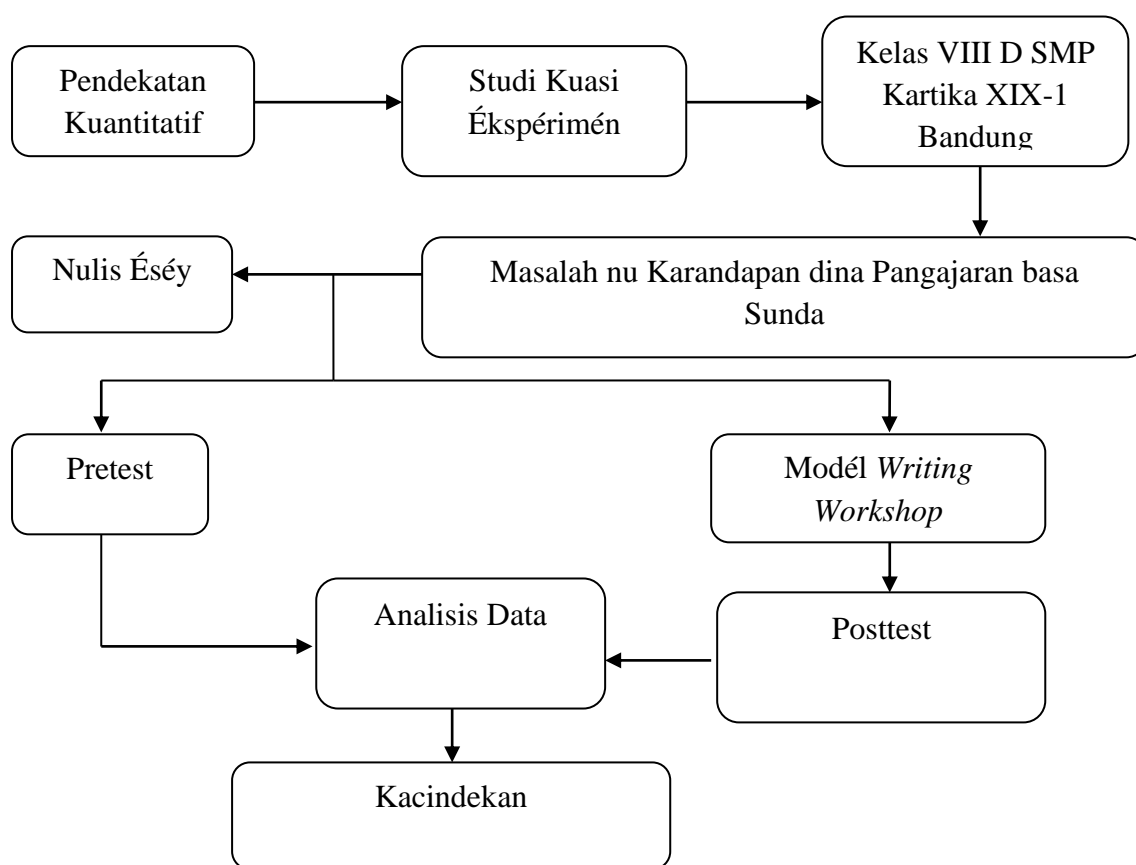 Pendekatan
Kuantitatif
Studi Kuasi
Ékspérimén
Kelas VIII D SMP
Kartika XIX-1
Bandung
Nulis Éséy
Masalah nu Karandapan dina Pangajaran basa
Sunda
Pretest
Modél Writing
Workshop
Analisis Data
Posttest
Kacindekan